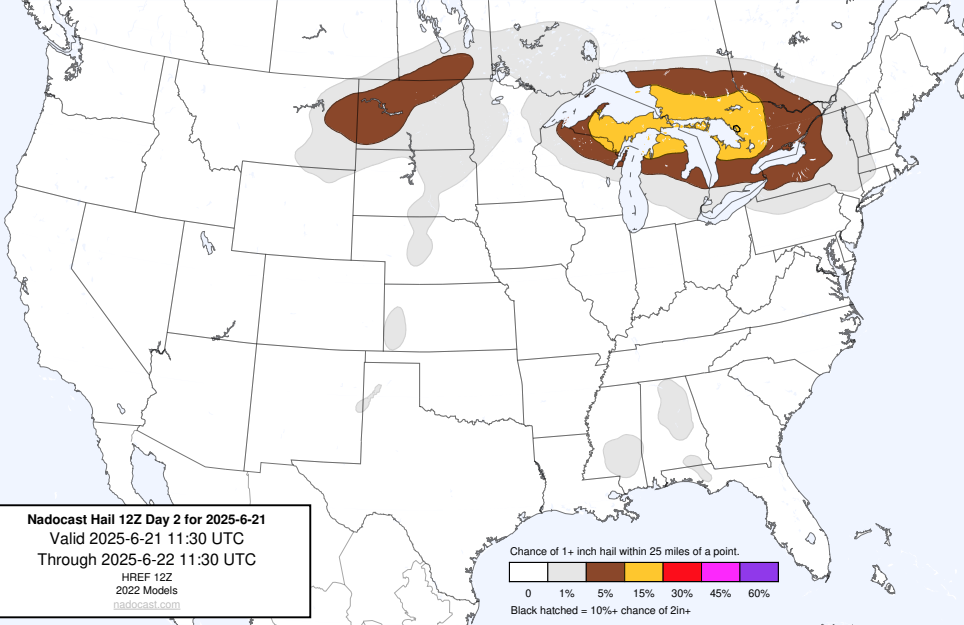 Nadocast Hail 12Z Day 2 for 2025-6-21
Valid 2025-6-21 11:30 UTC
Through 2025-6-22 11:30 UTC
HREF 12Z
2022 Models
nadocast.com
Chance of 1+ inch hail within 25 miles of a point.
0 1% 5% 15% 30% 45% 60%
Black hatched = 10%+ chance of 2in+